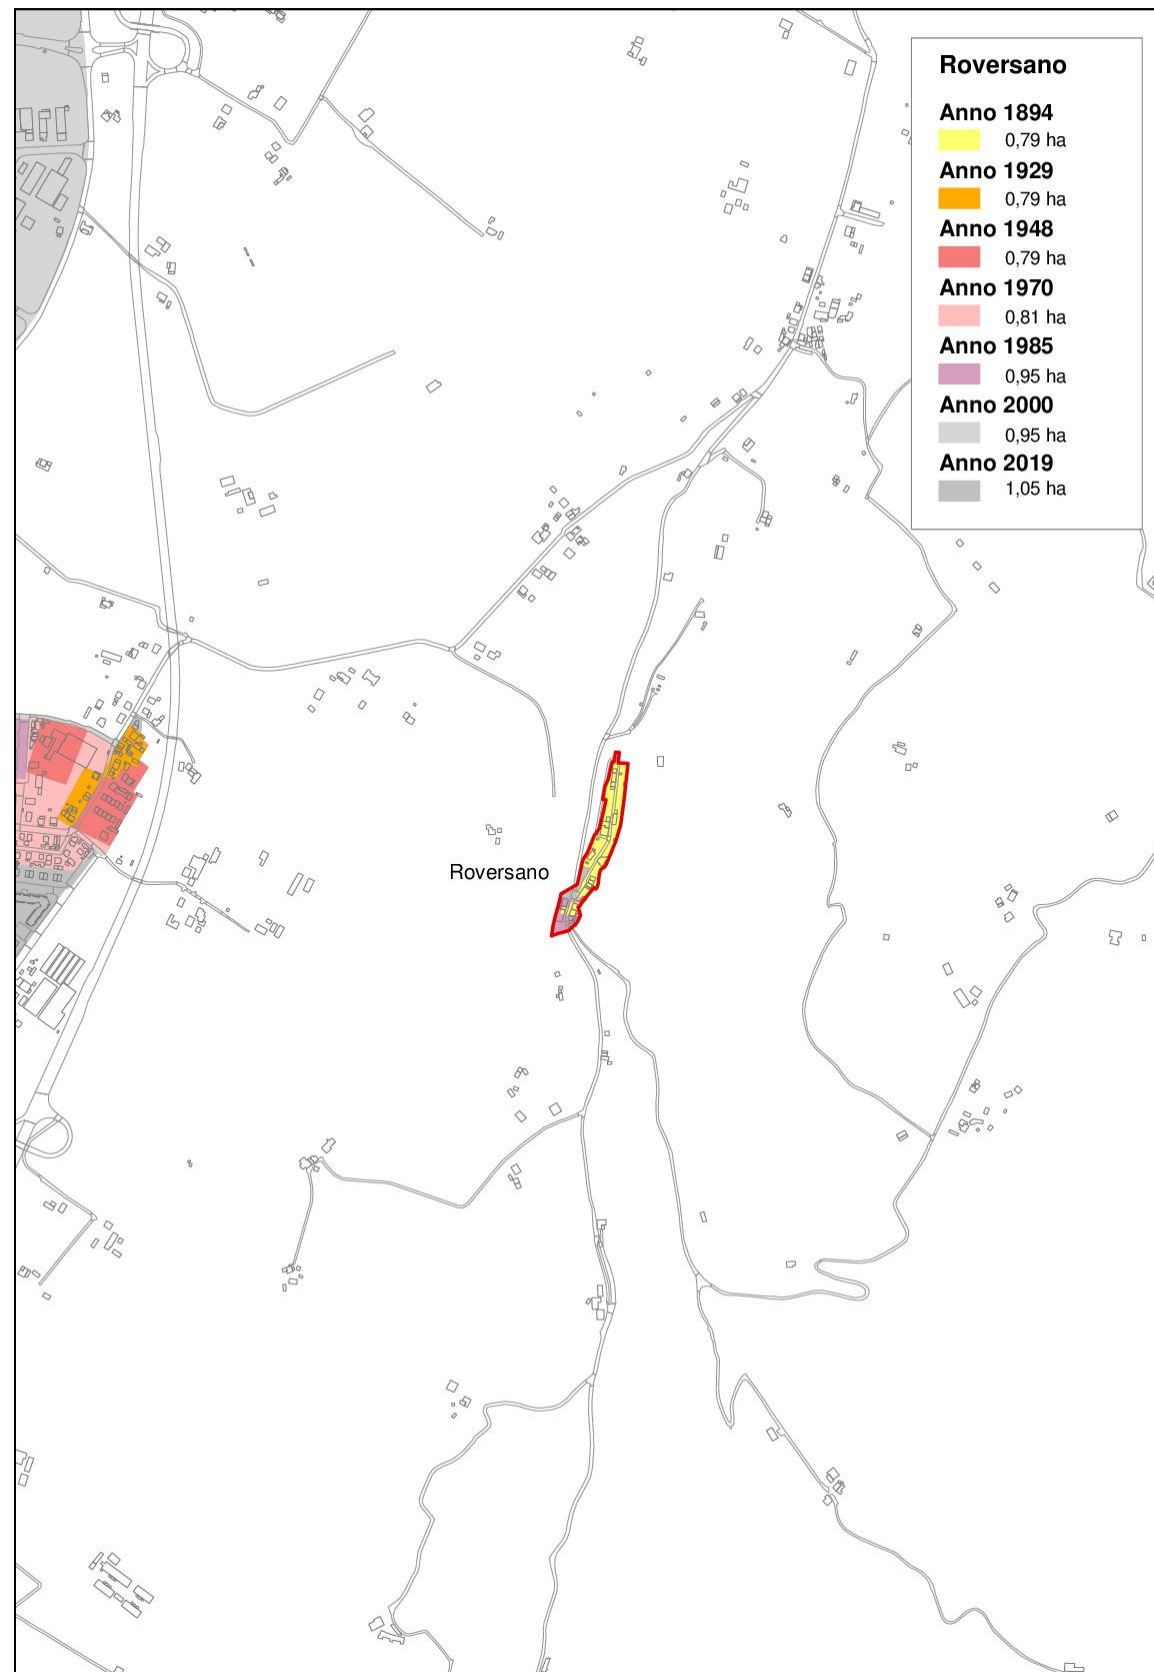 Roversano
Anno 1894
0,79 ha
Anno 1929
0,79 ha
Anno 1948
0,79 ha
Anno 1970
0,81 ha
Anno 1985
0,95 ha
Anno 2000
0,95 ha
Anno 2019
1,05 ha
Roversano